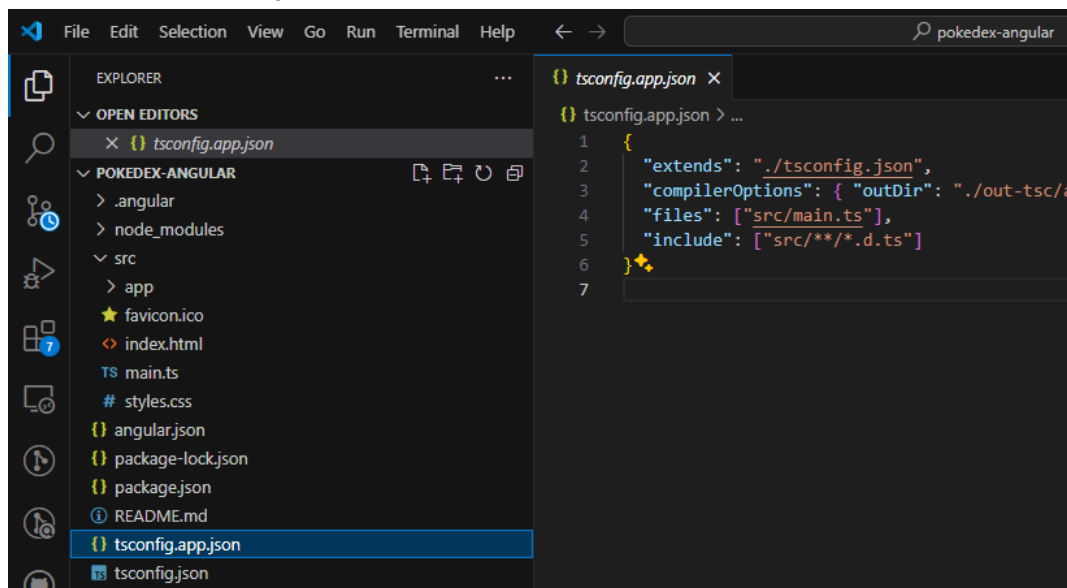 File Edit Selection View Go Run Terminal Help
pokedex-angular
EXPLORER
OPEN EDITORS
{} tsconfig.app.json
POKEDEX-ANGULAR
.angular
node_modules
src
app
favicon.ico
<> index.html
TS main.ts
# styles.css
{} angular.json
{} package-lock.json
{} package.json
README.md
{} tsconfig.app.json
TS tsconfig.json
7
{} tsconfig.app.json
{} tsconfig.app.json > ...
1 {
2 "extends": "./tsconfig.json",
3 "compilerOptions": { "outDir": "./out-tsc/
4 "files": ["src/main.ts"],
5 "include": ["src/**/*.d.ts"]
6 }
7